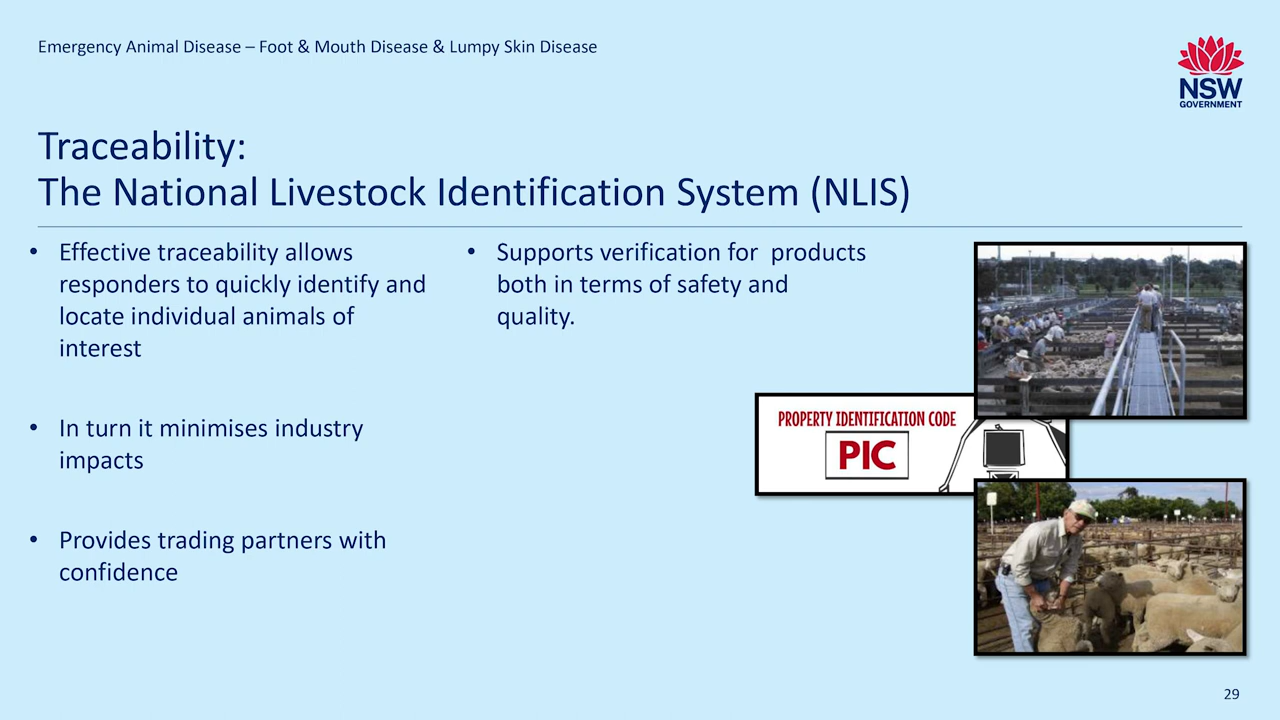 Emergency Animal Disease – Foot & Mouth Disease & Lumpy Skin Disease
NSW
GOVERNMENT
Traceability:
The National Livestock Identification System (NLIS)
• Effective traceability allows
responders to quickly identify and
locate individual animals of
interest
• In turn it minimises industry
impacts
• Provides trading partners with
confidence
• Supports verification for  products
both in terms of safety and
quality.
PROPERTY IDENTIFICATION CODE
PIC
29